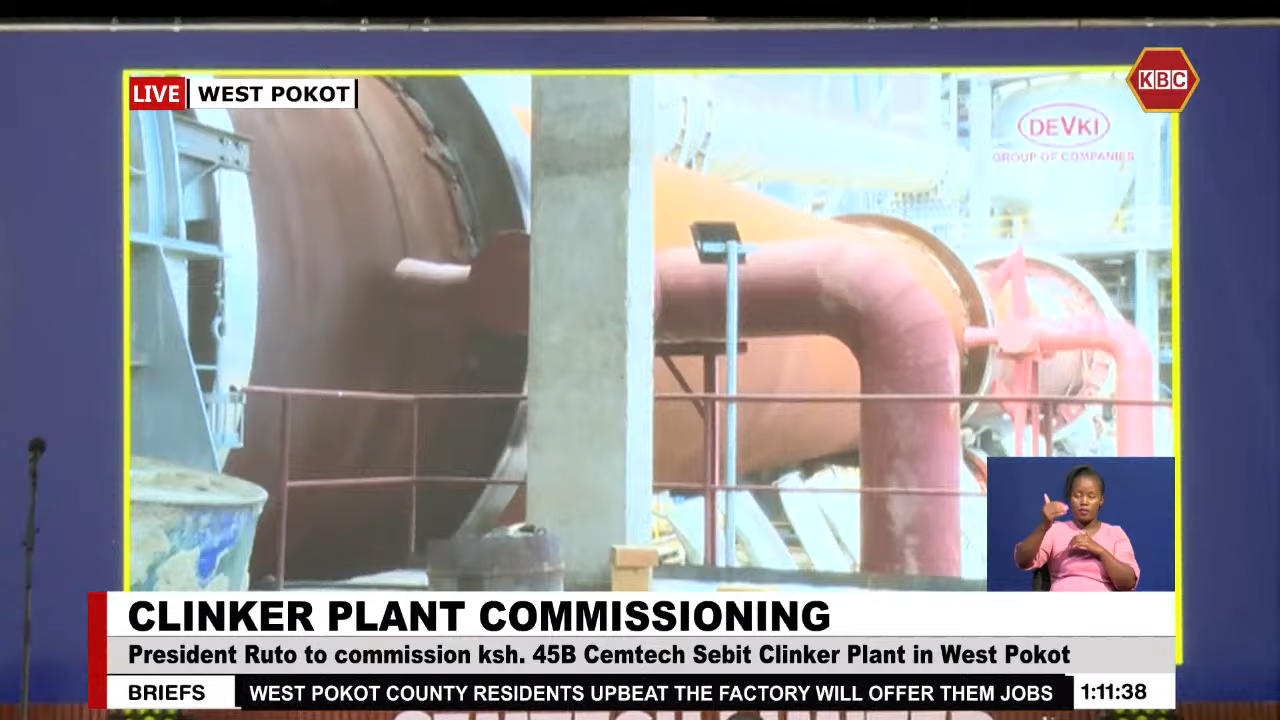 LIVE WEST POKOT
KBC
DEVKI
GROUP OF COMPANIES
CLINKER PLANT COMMISSIONING
President Ruto to commission ksh. 45B Cemtech Sebit Clinker Plant in West Pokot
BRIEFS WEST POKOT COUNTY RESIDENTS UPBEAT THE FACTORY WILL OFFER THEM JOBS 1:11:38